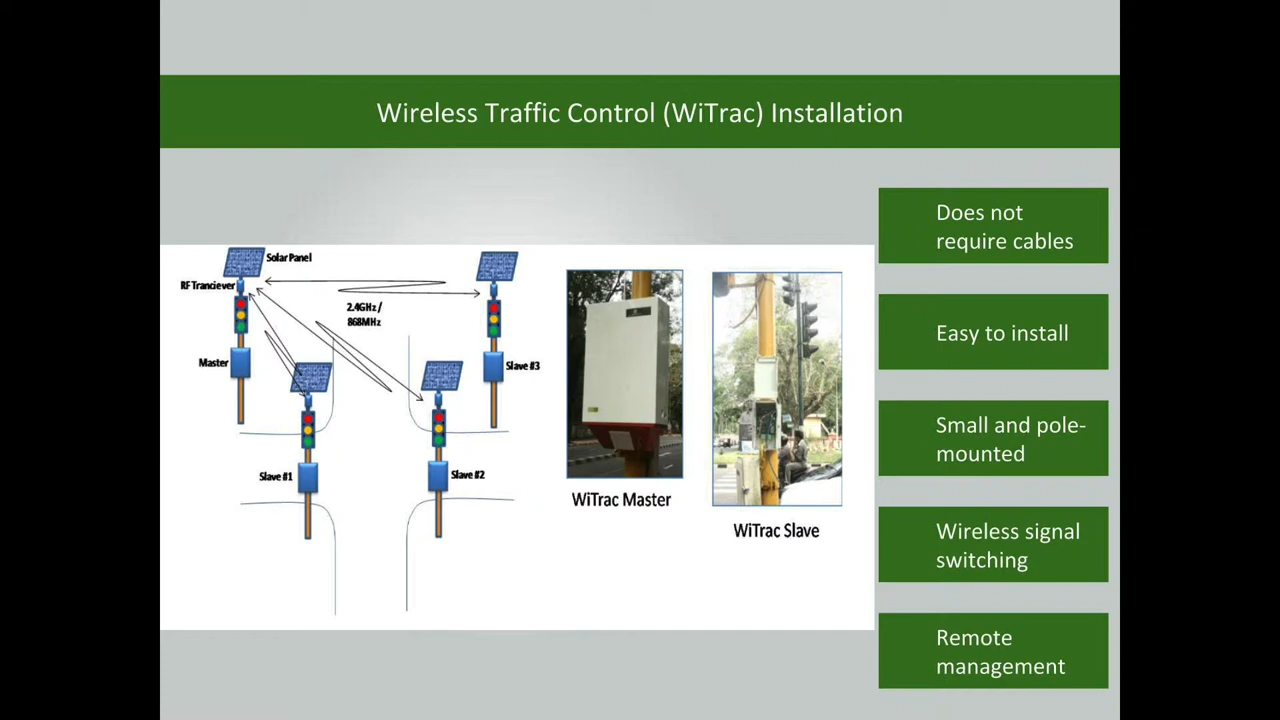 Wireless Traffic Control (WiTrac) Installation
Solar Panel
RF Tranciever
2.4GHz /
868MHz
Master
Slave #3
Slave #1
Slave #2
WiTrac Master
WiTrac Slave
Does not
require cables
Easy to install
Small and pole-
mounted
Wireless signal
switching
Remote
management